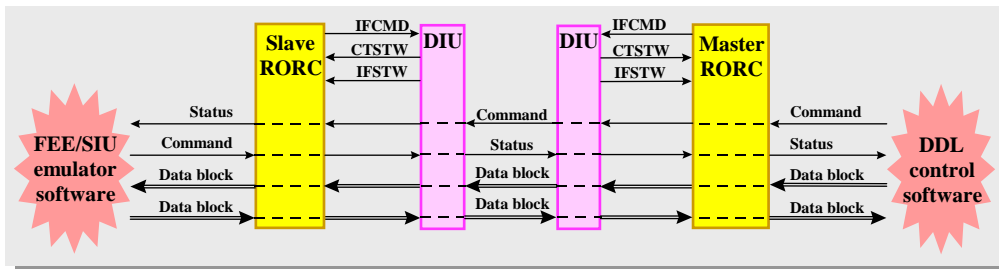 IFCMD
IFCMD
Slave
RORC
DIU
DIU
Master
RORC
CTSTW
CTSTW
IFSTW
IFSTW
Status
Command
Command
FEE/SIU
emulator
software
Command
Status
Status
DDL
control
software
Data block
Data block
Data block
Data block
Data block
Data block